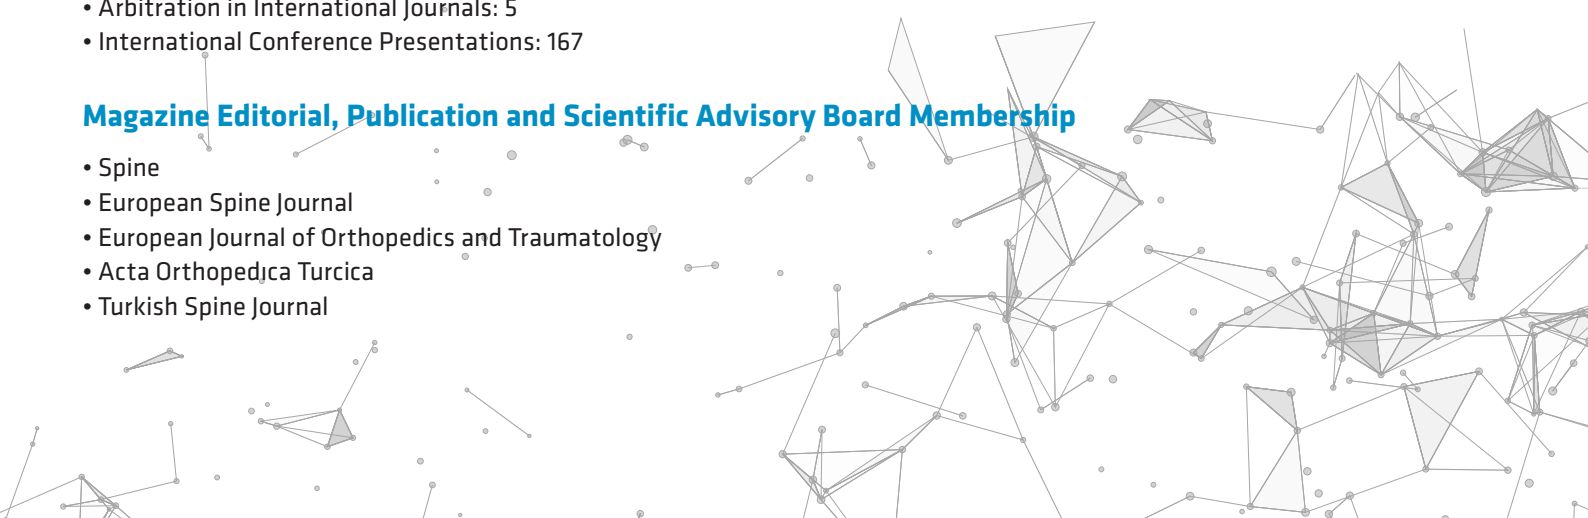 • Arbitration in International Journals: 5
• International Conference Presentations: 167
Magazine Editorial, Publication and Scientific Advisory Board Membership
• Spine
• European Spine Journal
• European Journal of Orthopedics and Traumatology
• Acta Orthopedıca Turcica
• Turkish Spine Journal